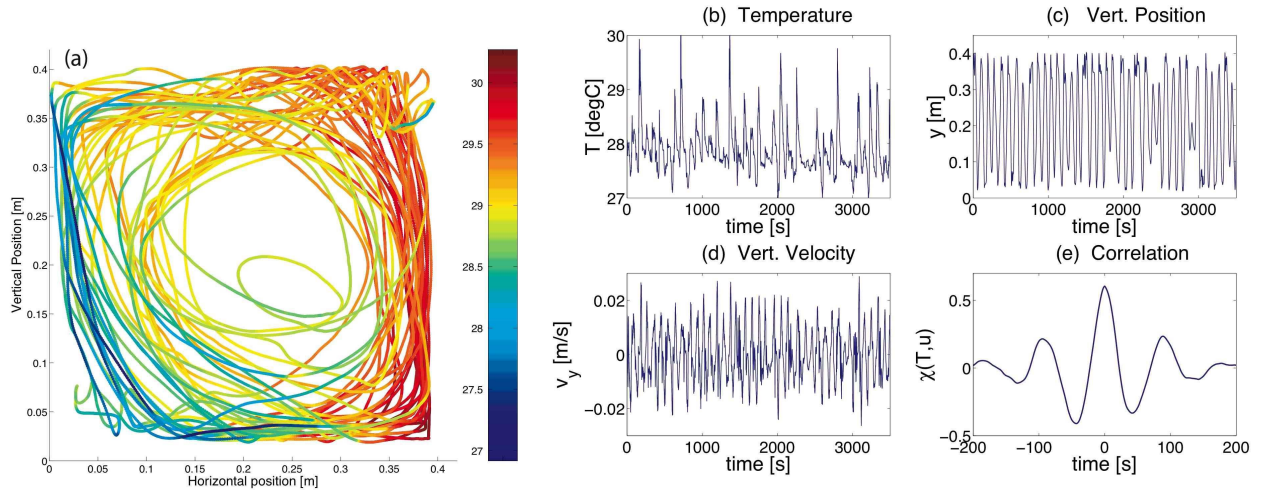 (a)
0.4
0.35
0.3
0.25
0.2
0.15
0.1
0.05
0
Vertical Position [m]
0 0.05 0.1 0.15 0.2 0.25 0.3 0.35 0.4
Horizontal position [m]
30
29.5
29
28.5
28
27.5
27
(b) Temperature
30
29
28
27
T [degC]
0 1000 2000 3000
time [s]
(c) Vert. Position
0.4
0.3
0.2
0.1
0
y [m]
0 1000 2000 3000
time [s]
(d) Vert. Velocity
0.02
0
−0.02
v_y [m/s]
0 1000 2000 3000
time [s]
(e) Correlation
0.5
0
−0.5
χ(T,u)
−200 −100 0 100 200
time [s]